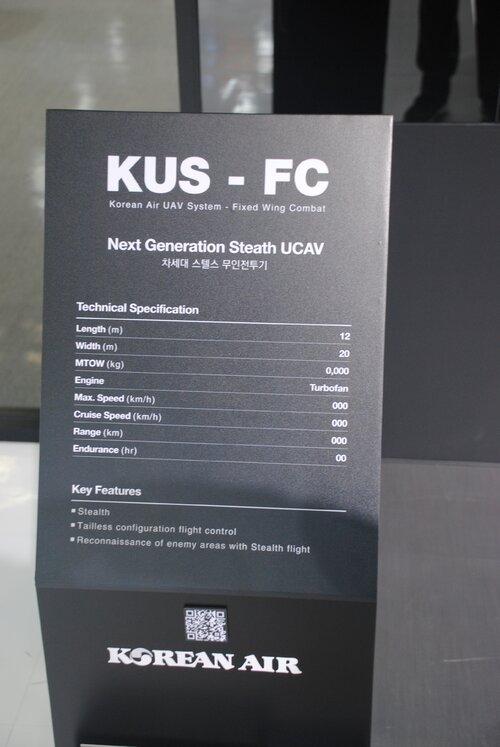 KUS - FC
Korean Air UAV System - Fixed Wing Combat
Next Generation Steath UCAV
차세대 스텔스 무인전투기
Technical Specification
Length (m) 12
Width (m) 20
MTOW (kg) 0,000
Engine Turbofan
Max. Speed (km/h) 000
Cruise Speed (km/h) 000
Range (km) 000
Endurance (hr) 00
Key Features
▪ Stealth
▪ Tailless configuration flight control
▪ Reconnaissance of enemy areas with Stealth flight
KOREAN AIR